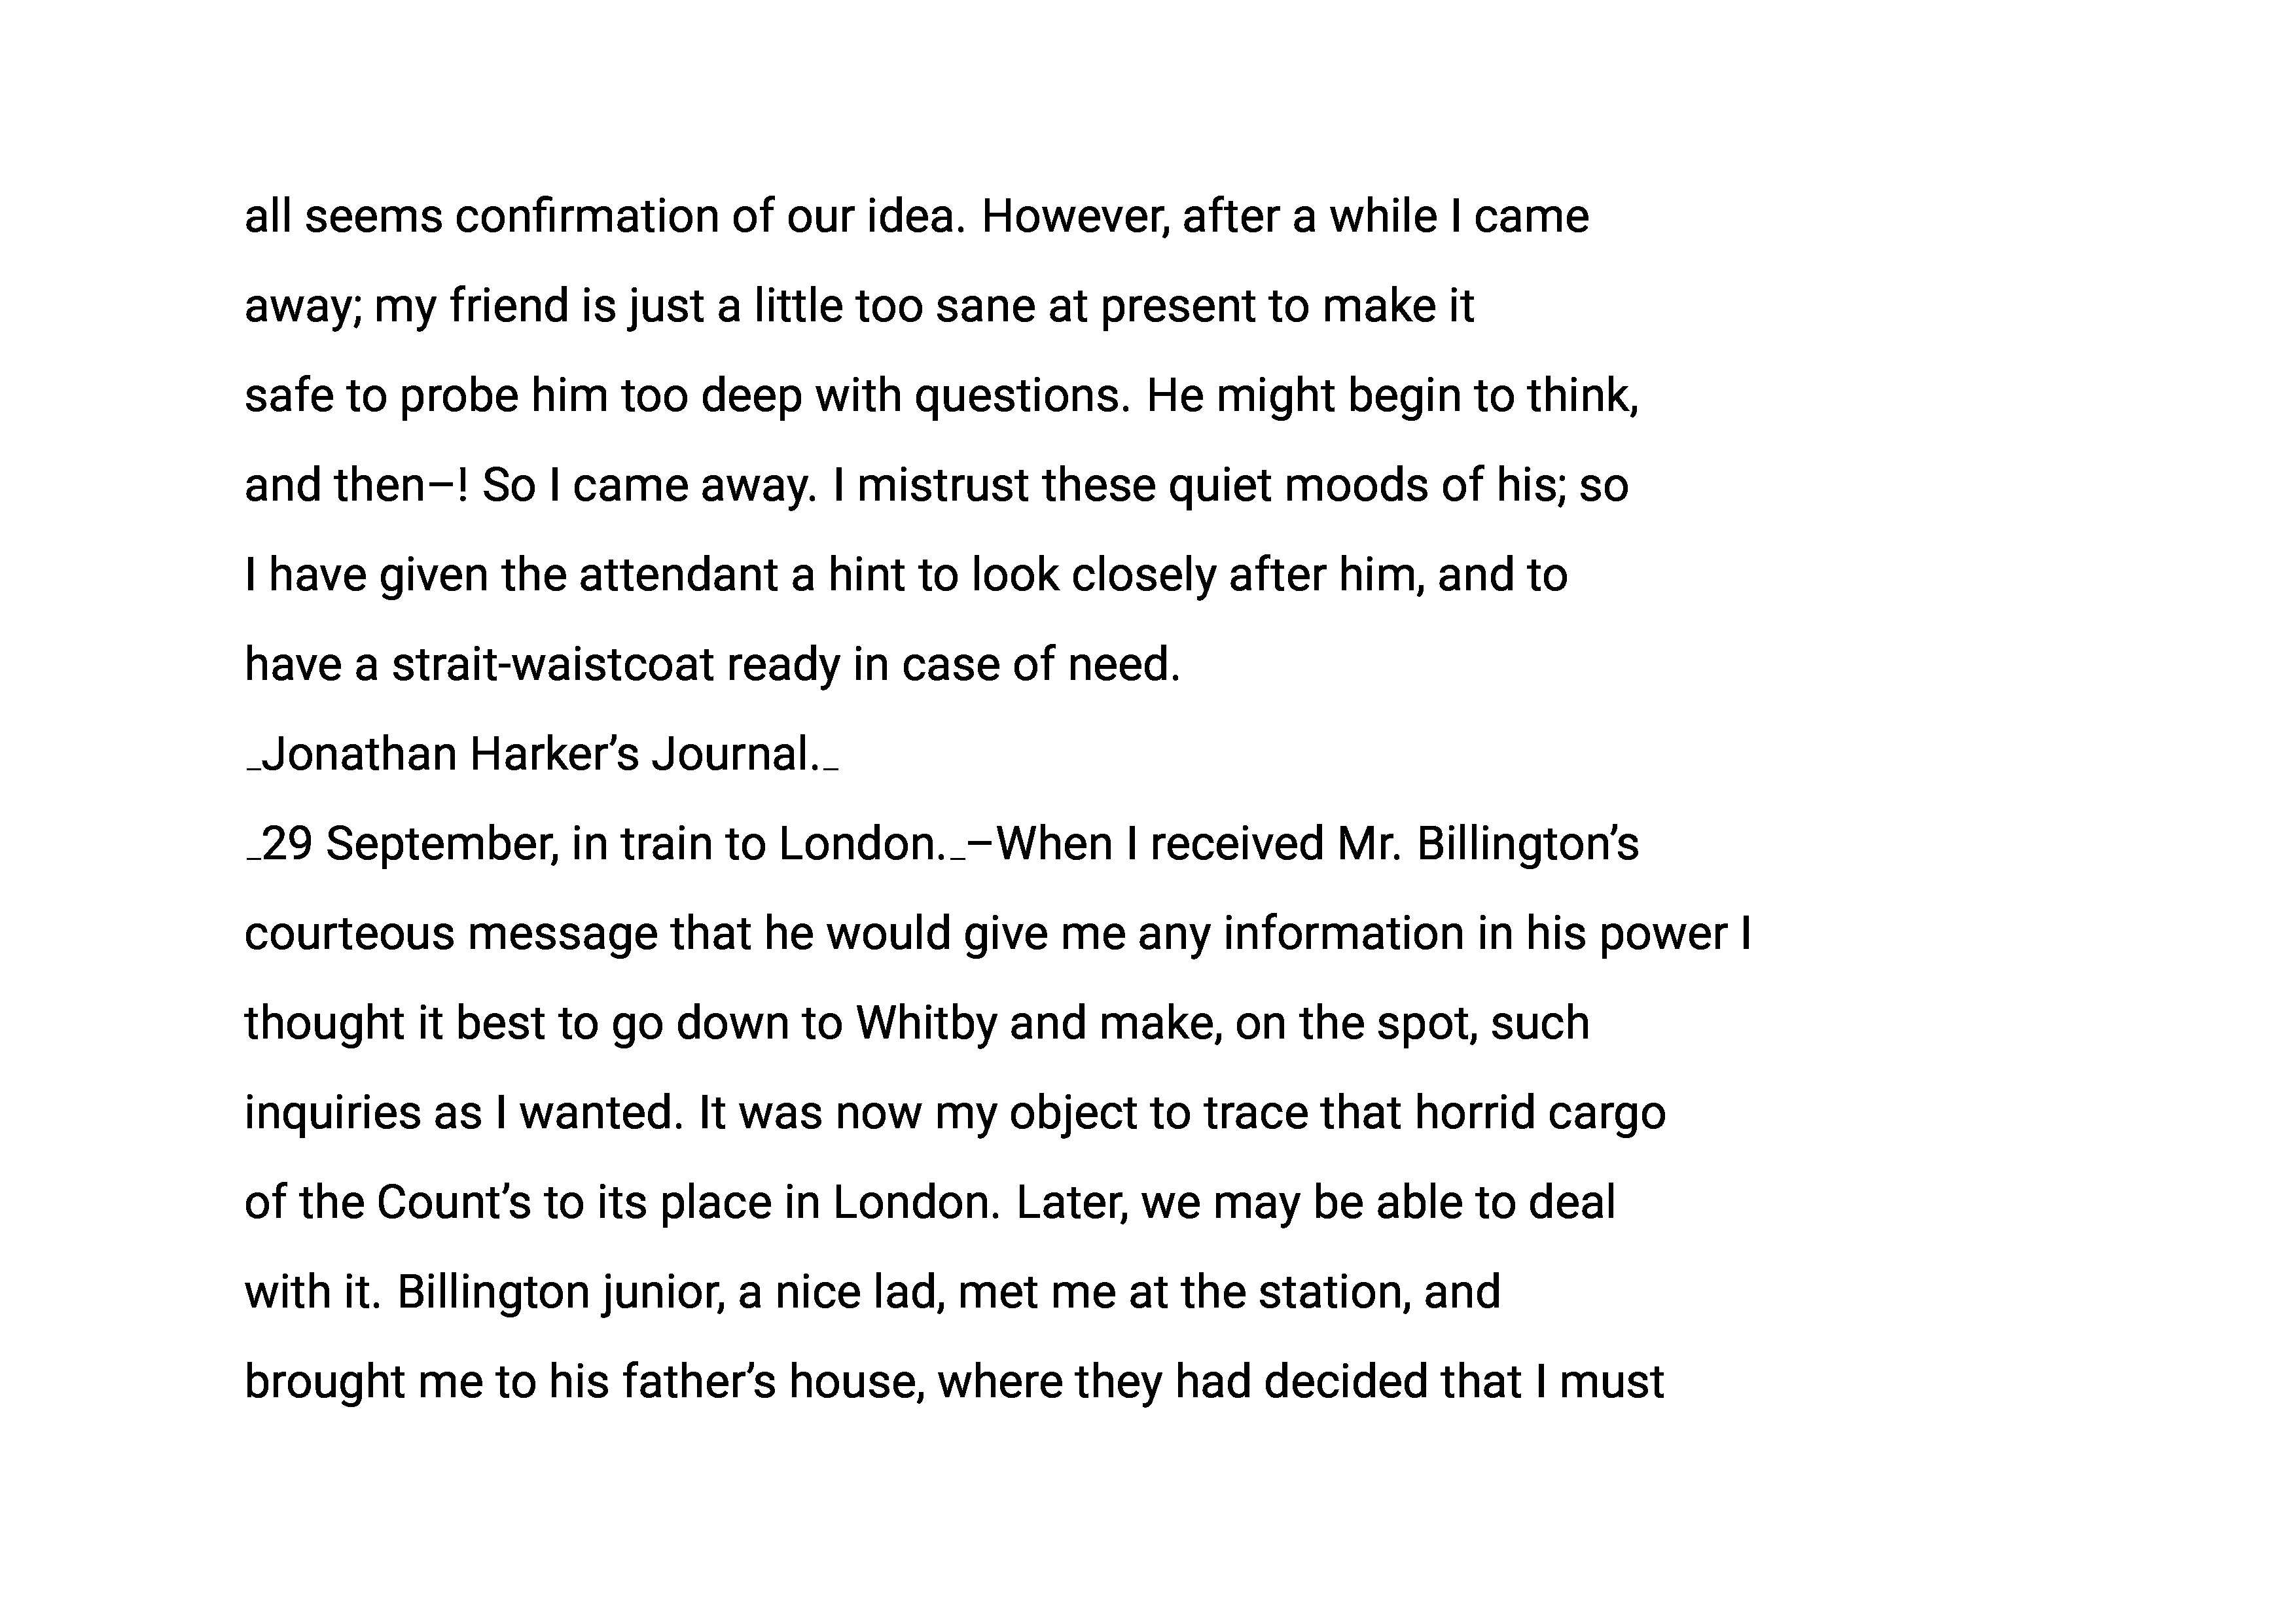 all seems confirmation of our idea. However, after a while I came
away; my friend is just a little too sane at present to make it
safe to probe him too deep with questions. He might begin to think,
and then–! So I came away. I mistrust these quiet moods of his; so
I have given the attendant a hint to look closely after him, and to
have a strait-waistcoat ready in case of need.
_Jonathan Harker’s Journal._
_29 September, in train to London._–When I received Mr. Billington’s
courteous message that he would give me any information in his power I
thought it best to go down to Whitby and make, on the spot, such
inquiries as I wanted. It was now my object to trace that horrid cargo
of the Count’s to its place in London. Later, we may be able to deal
with it. Billington junior, a nice lad, met me at the station, and
brought me to his father’s house, where they had decided that I must